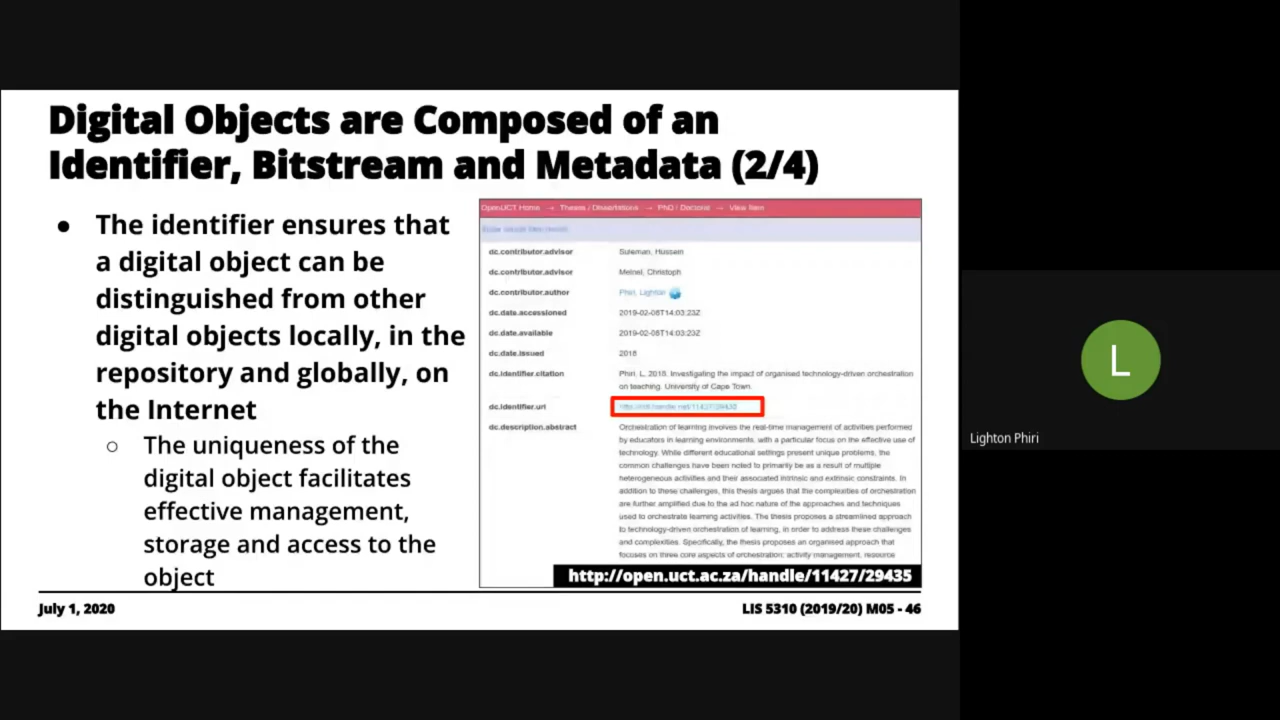 Digital Objects are Composed of an
Identifier, Bitstream and Metadata (2/4)
● The identifier ensures that
a digital object can be
distinguished from other
digital objects locally, in the
repository and globally, on
the Internet
○ The uniqueness of the
digital object facilitates
effective management,
storage and access to the
object
OpenUCT Home → Thesis / Dissertations → PhD / Doctoral → View Item
dc.contributor.advisor Suleman, Hussein
dc.contributor.advisor Meinel, Christoph
dc.contributor.author Phiri, Lighton
dc.date.accessioned 2019-02-08T14:03:23Z
dc.date.available 2019-02-08T14:03:23Z
dc.date.issued 2018
dc.identifier.citation Phiri, L. 2018. Investigating the impact of organised technology-driven orchestration
on teaching. University of Cape Town.
dc.identifier.uri
dc.description.abstract Orchestration of learning involves the real-time management of activities performed
by educators in learning environments, with a particular focus on the effective use of
technology. While different educational settings present unique problems, the
common challenges have been noted to primarily be as a result of multiple
heterogeneous activities and their associated intrinsic and extrinsic constraints. In
addition to these challenges, this thesis argues that the complexities of orchestration
are further amplified due to the ad hoc nature of the approaches and techniques
used to orchestrate learning activities. The thesis proposes a streamlined approach
to technology-driven orchestration of learning, in order to address these challenges
and complexities. Specifically, the thesis proposes an organised approach that
focuses on three core aspects of orchestration: activity management, resource
http://open.uct.ac.za/handle/11427/29435
July 1, 2020
LIS 5310 (2019/20) M05 - 46
L
Lighton Phiri